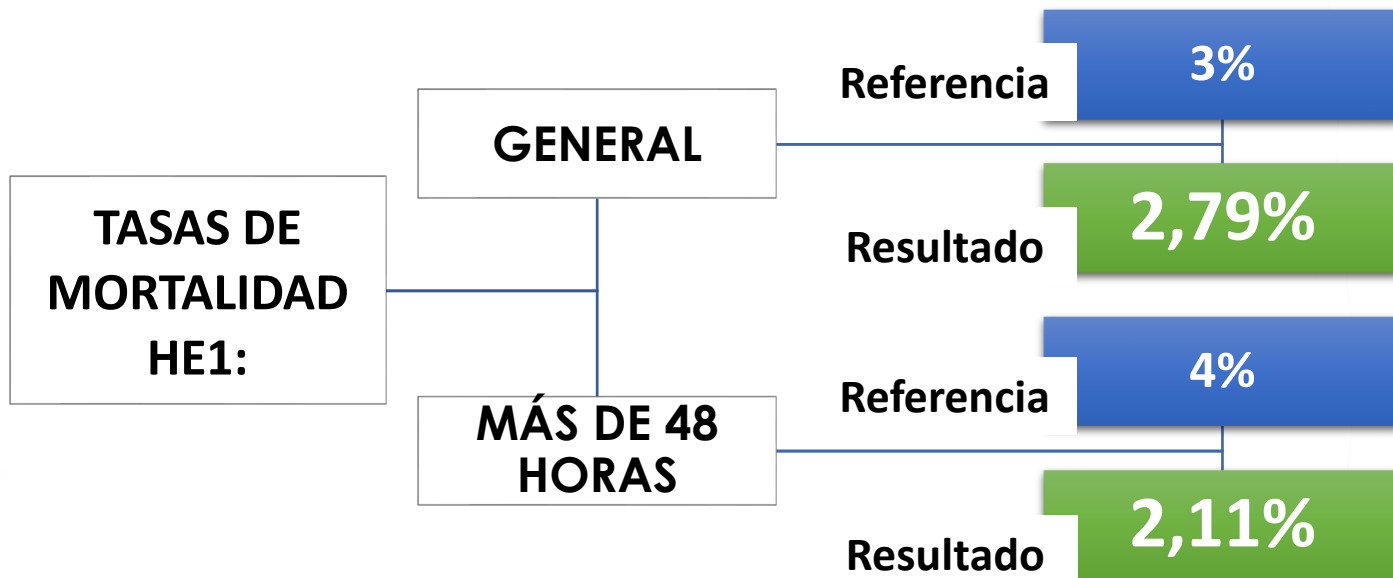 TASAS DE
MORTALIDAD
HE1:
GENERAL
Referencia
3%
Resultado
2,79%
MÁS DE 48
HORAS
Referencia
4%
Resultado
2,11%